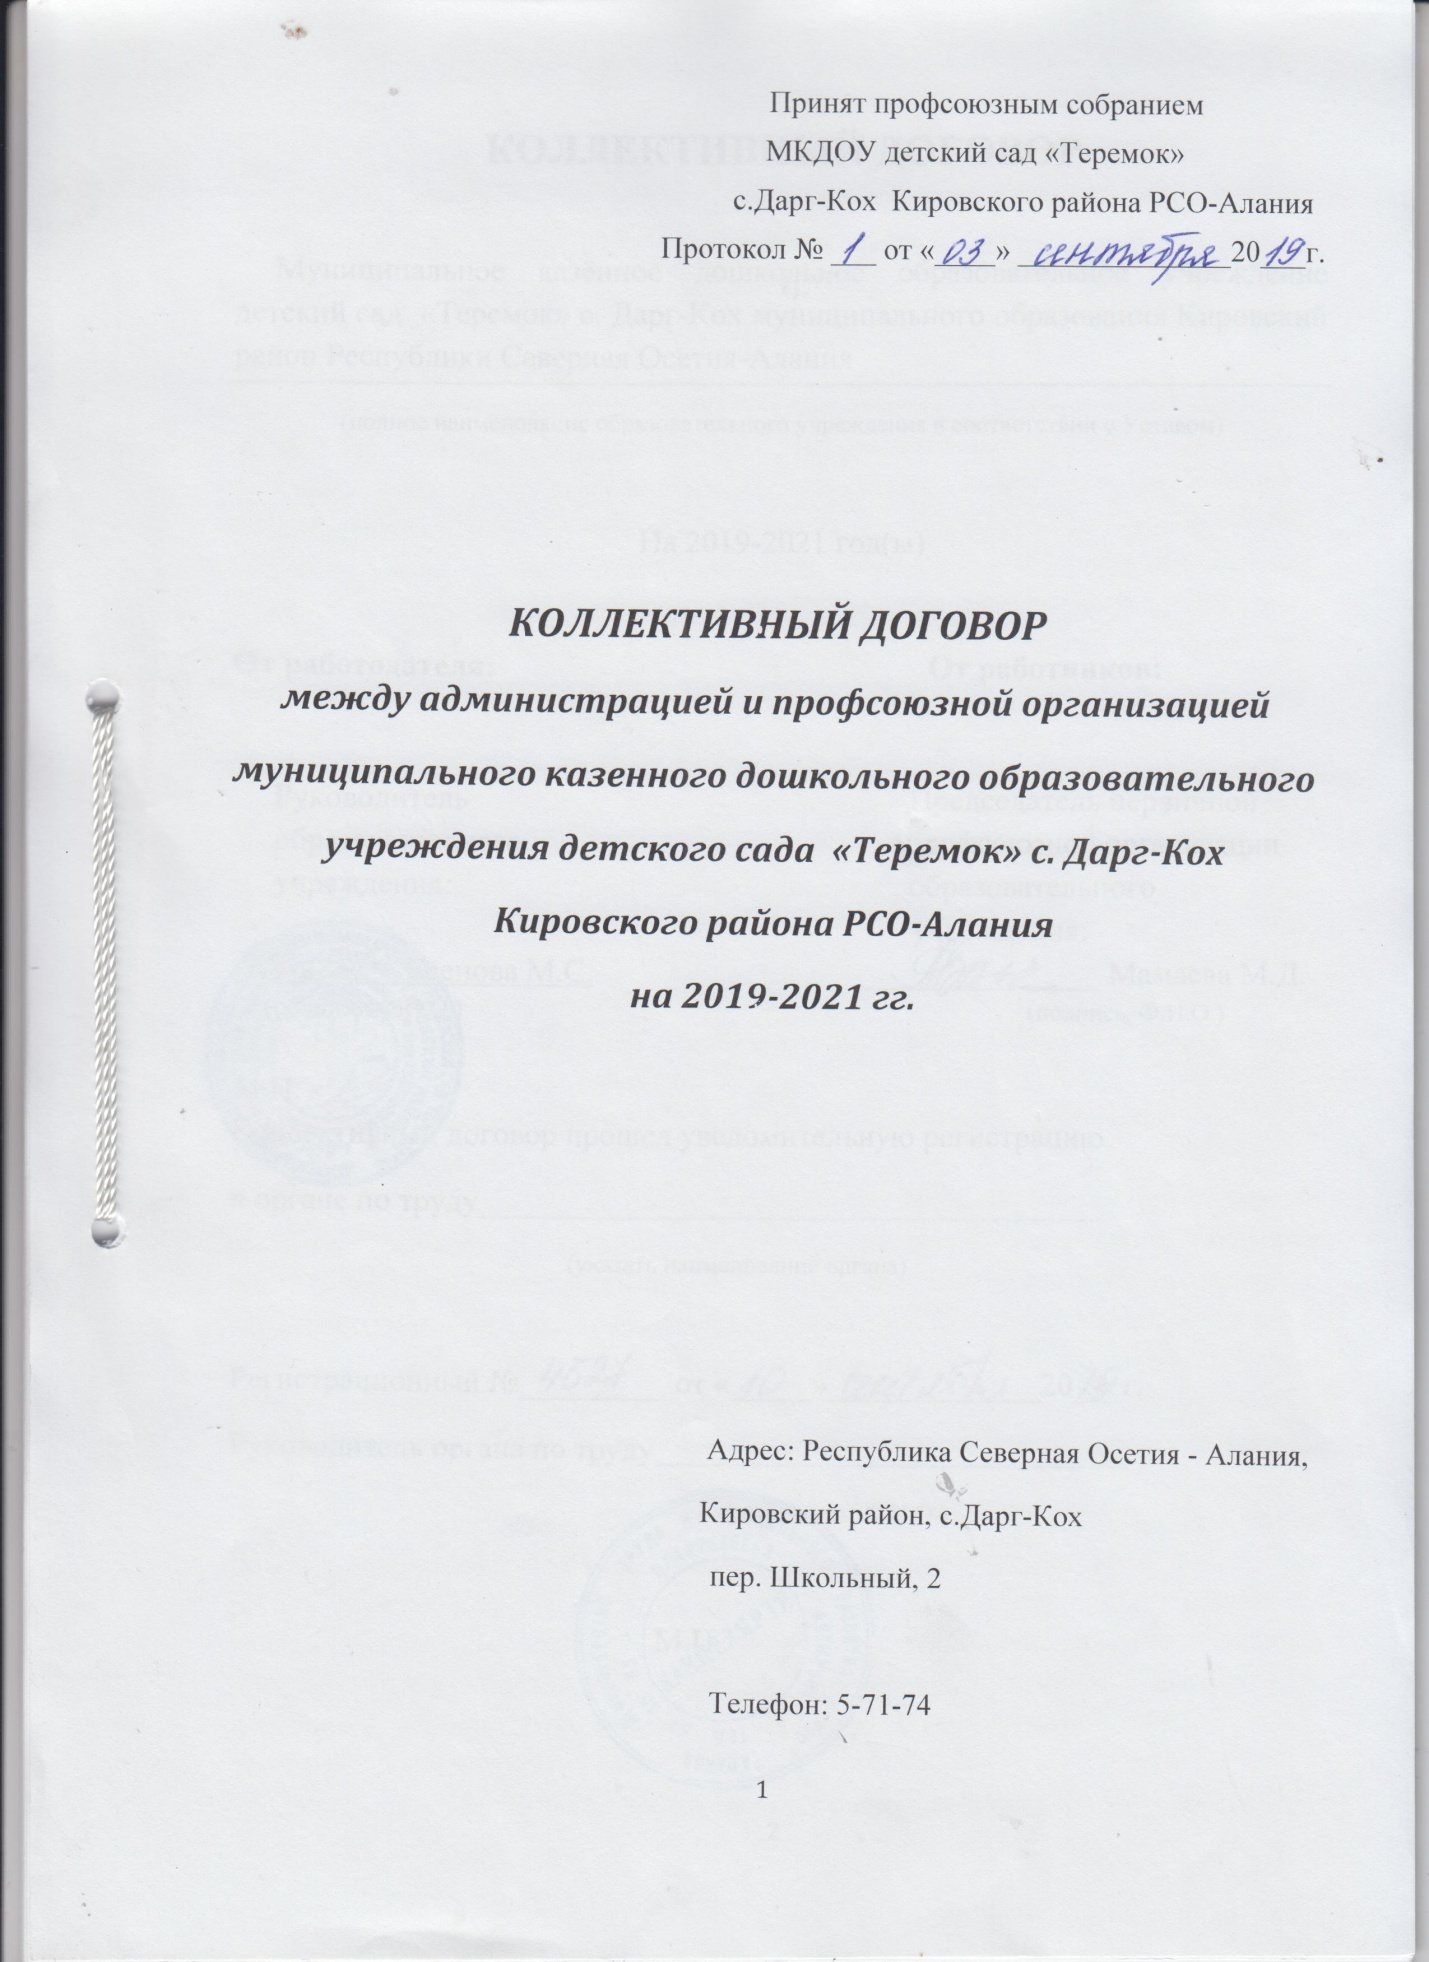 Принят профсоюзным собранием
МКДОУ детский сад «Теремок»
с.Дарг-Кох Кировского района РСО-Алания
Протокол № 1 от «03» сентября 2019 г.
КОЛЛЕКТИВНЫЙ ДОГОВОР
между администрацией и профсоюзной организацией
муниципального казенного дошкольного образовательного
учреждения детского сада «Теремок» с. Дарг-Кох
Кировского района РСО-Алания
на 2019-2021 гг.
Адрес: Республика Северная Осетия - Алания,
Кировский район, с.Дарг-Кох
пер. Школьный, 2
Телефон: 5-71-74
1